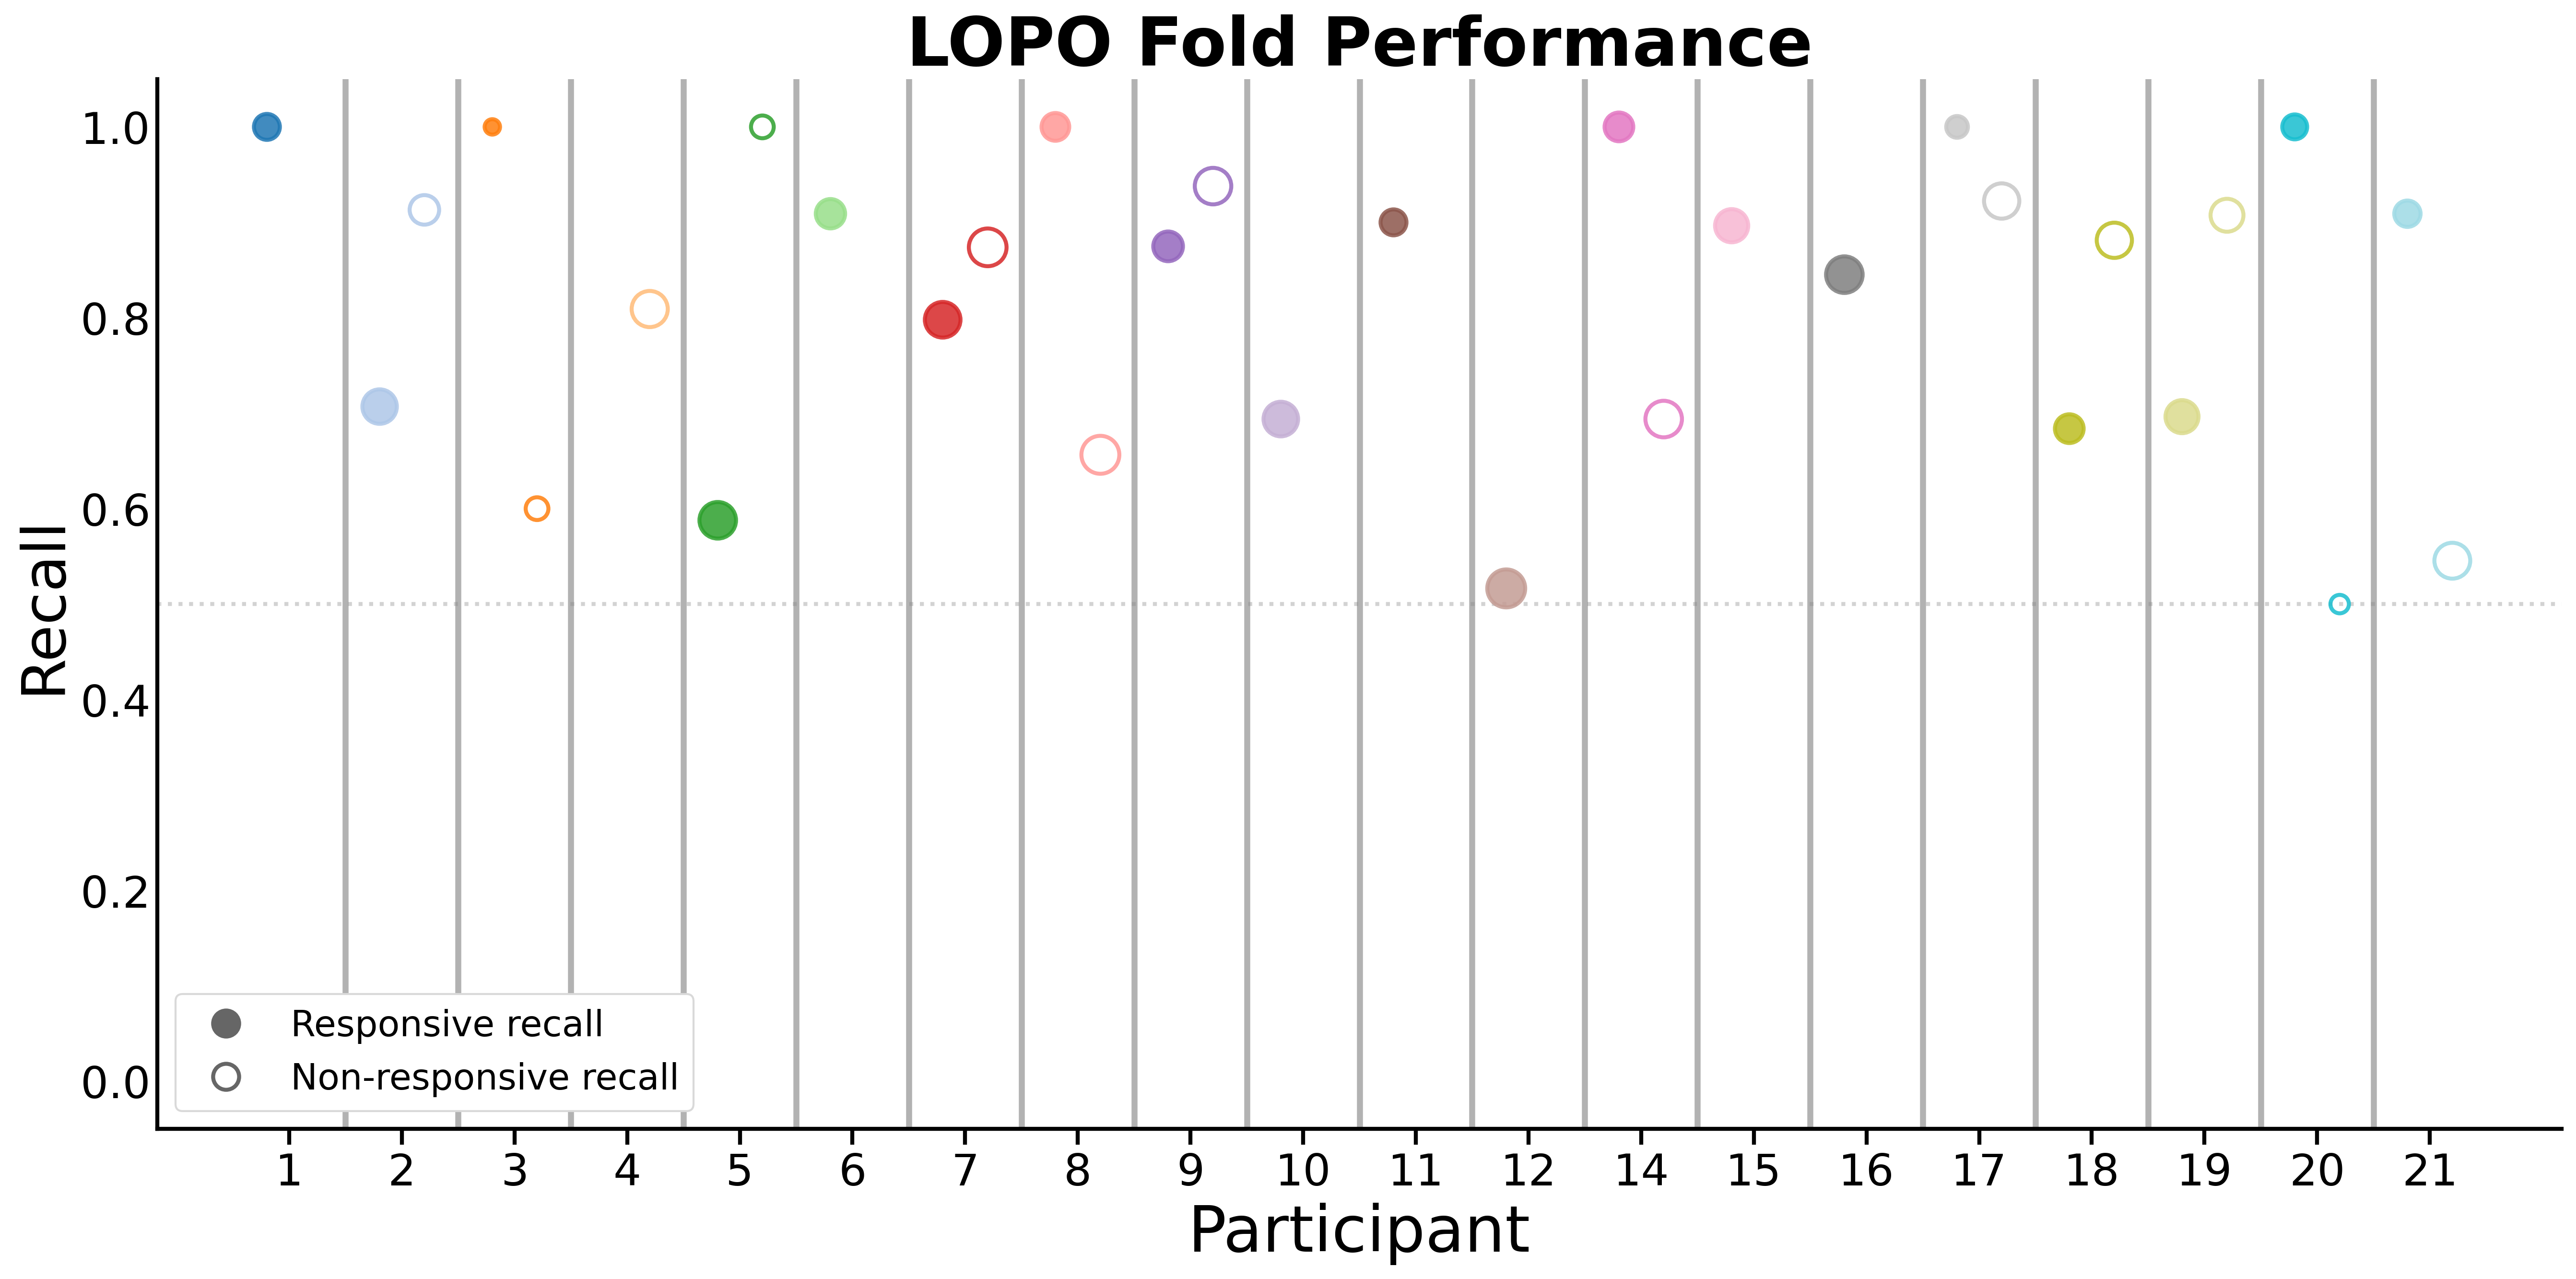 LOPO Fold Performance
Recall
1.0
0.8
0.6
0.4
0.2
0.0
Responsive recall
Non-responsive recall
1 2 3 4 5 6 7 8 9 10 11 12 14 15 16 17 18 19 20 21
Participant